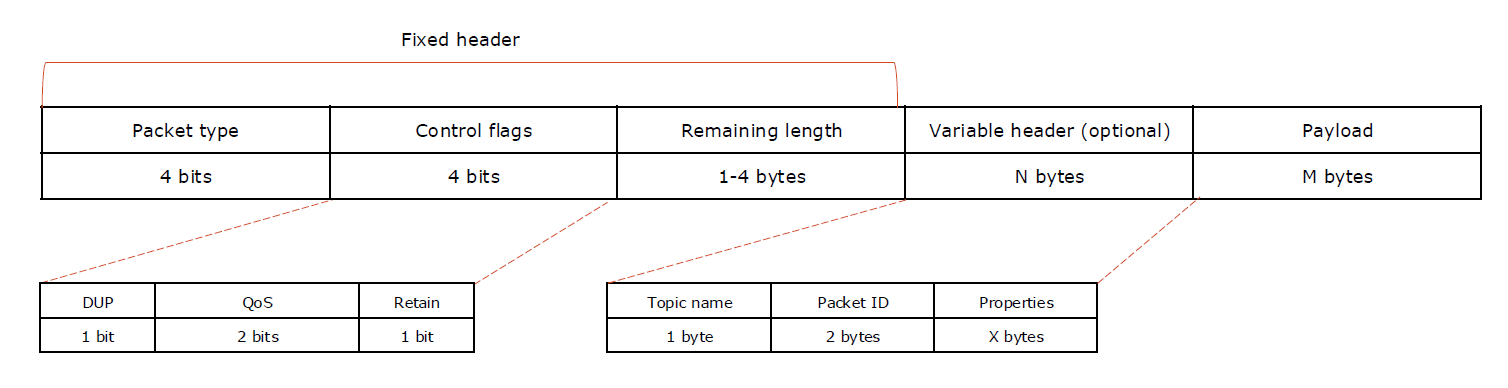 Fixed header
Packet type Control flags Remaining length Variable header (optional) Payload
4 bits 4 bits 1-4 bytes N bytes M bytes
DUP QoS Retain Topic name Packet ID Properties
1 bit 2 bits 1 bit 1 byte 2 bytes X bytes